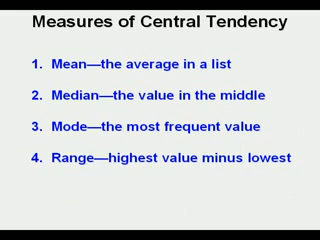 Measures of Central Tendency
1. Mean—the average in a list
2. Median—the value in the middle
3. Mode—the most frequent value
4. Range—highest value minus lowest